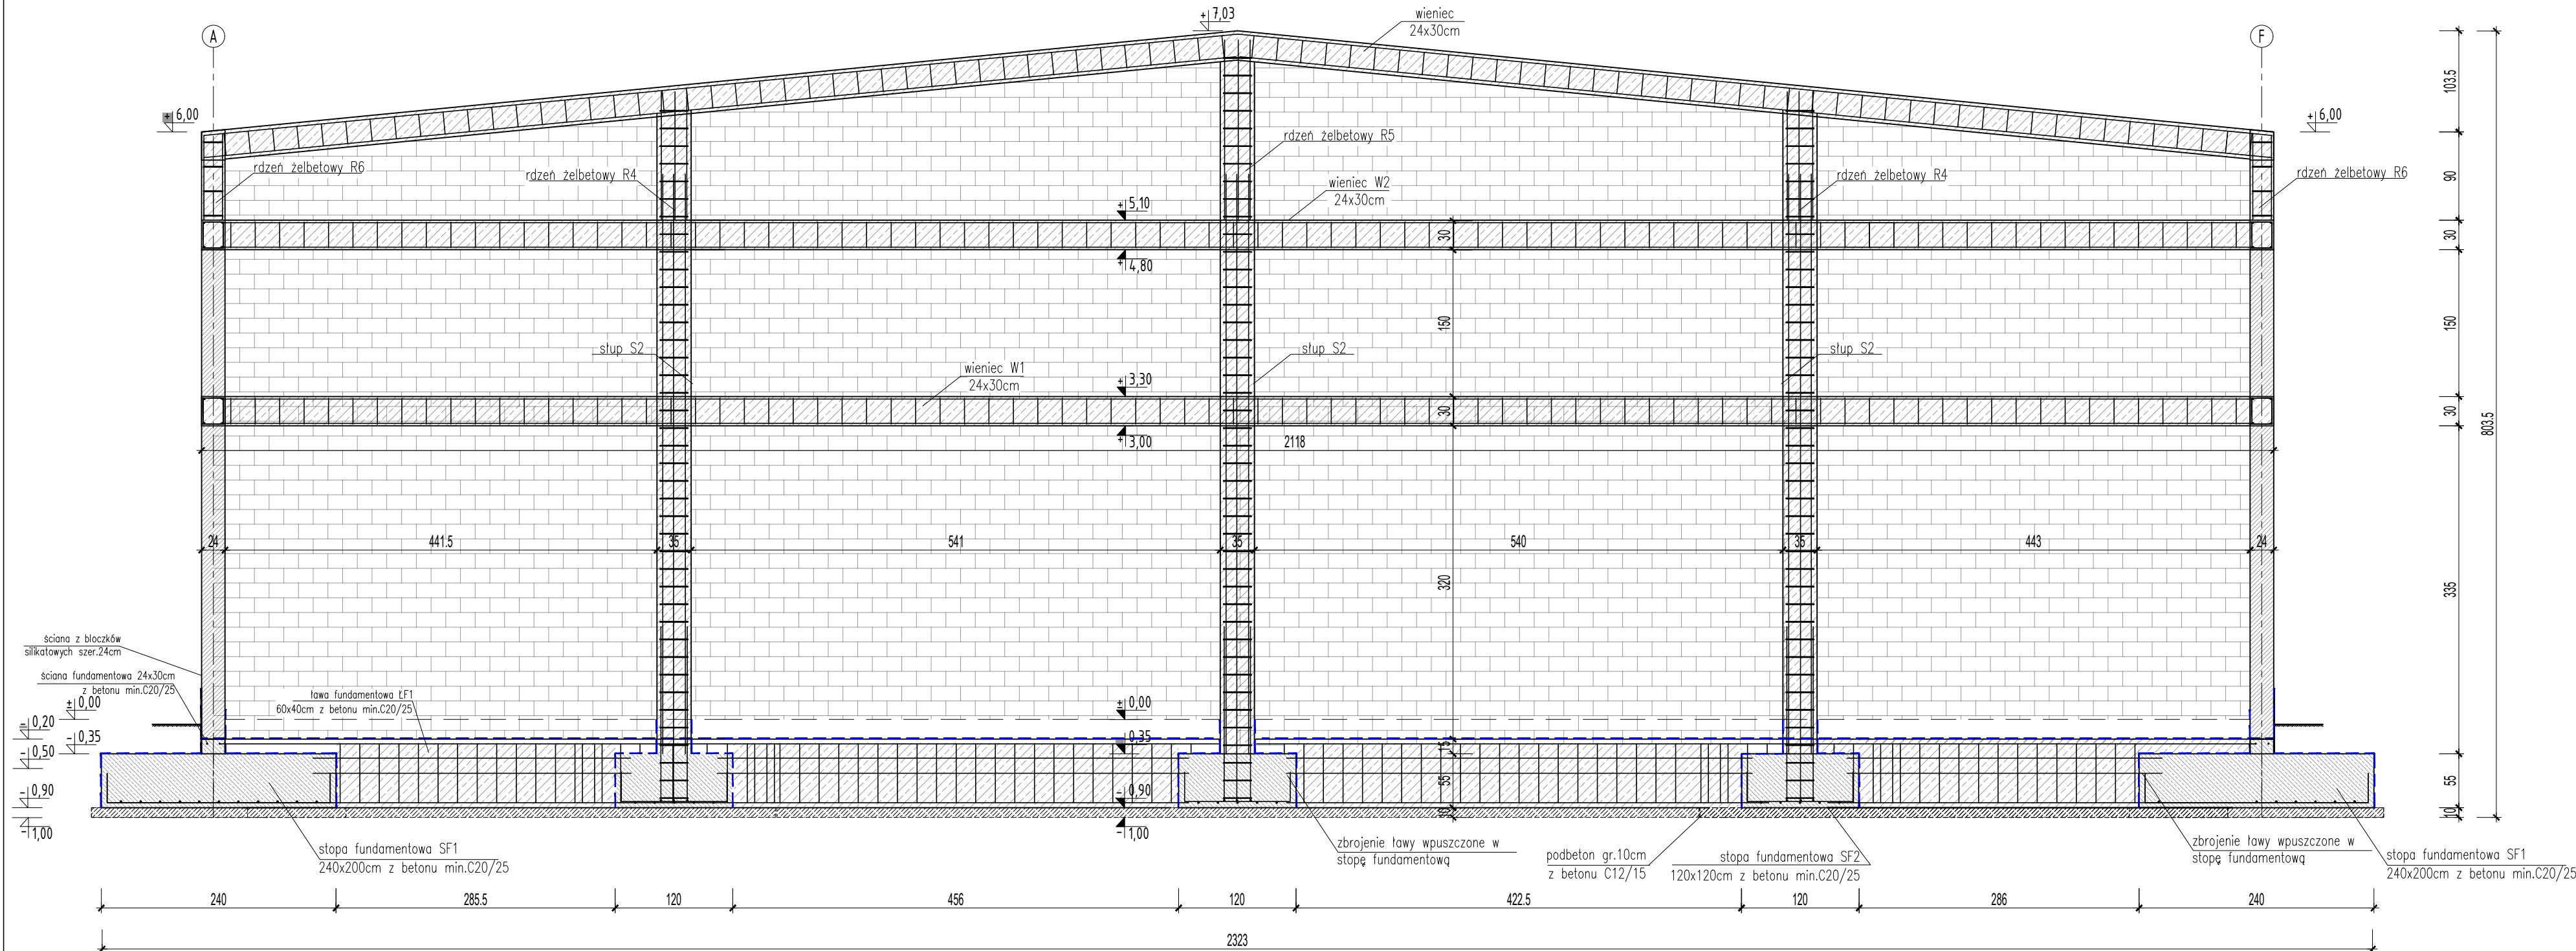 +7,03
wieniec
24x30cm
A
F
+6,00
+6,00
rdzeń żelbetowy R6
rdzeń żelbetowy R4
rdzeń żelbetowy R5
rdzeń żelbetowy R4
rdzeń żelbetowy R6
wieniec W2
24x30cm
+5,10
+4,80
30
150
słup S2
słup S2
słup S2
wieniec W1
24x30cm
+3,30
+3,00
30
2118
24
441.5
35
541
35
540
35
443
24
320
ściana z bloczków
silikatowych szer.24cm
ściana fundamentowa 24x30cm
z betonu min.C20/25
ława fundamentowa ŁF1
60x40cm z betonu min.C20/25
±0,00
-0,20
-0,35
-0,50
-0,90
-1,00
±0,00
-0,35
-0,90
-1,00
15
55
10
stopa fundamentowa SF1
240x200cm z betonu min.C20/25
zbrojenie ławy wpuszczone w
stopę fundamentową
podbeton gr.10cm
z betonu C12/15
stopa fundamentowa SF2
120x120cm z betonu min.C20/25
zbrojenie ławy wpuszczone w
stopę fundamentową
stopa fundamentowa SF1
240x200cm z betonu min.C20/25
240
285.5
120
456
120
422.5
120
286
240
2323
103.5
90
30
150
30
335
55
10
803.5